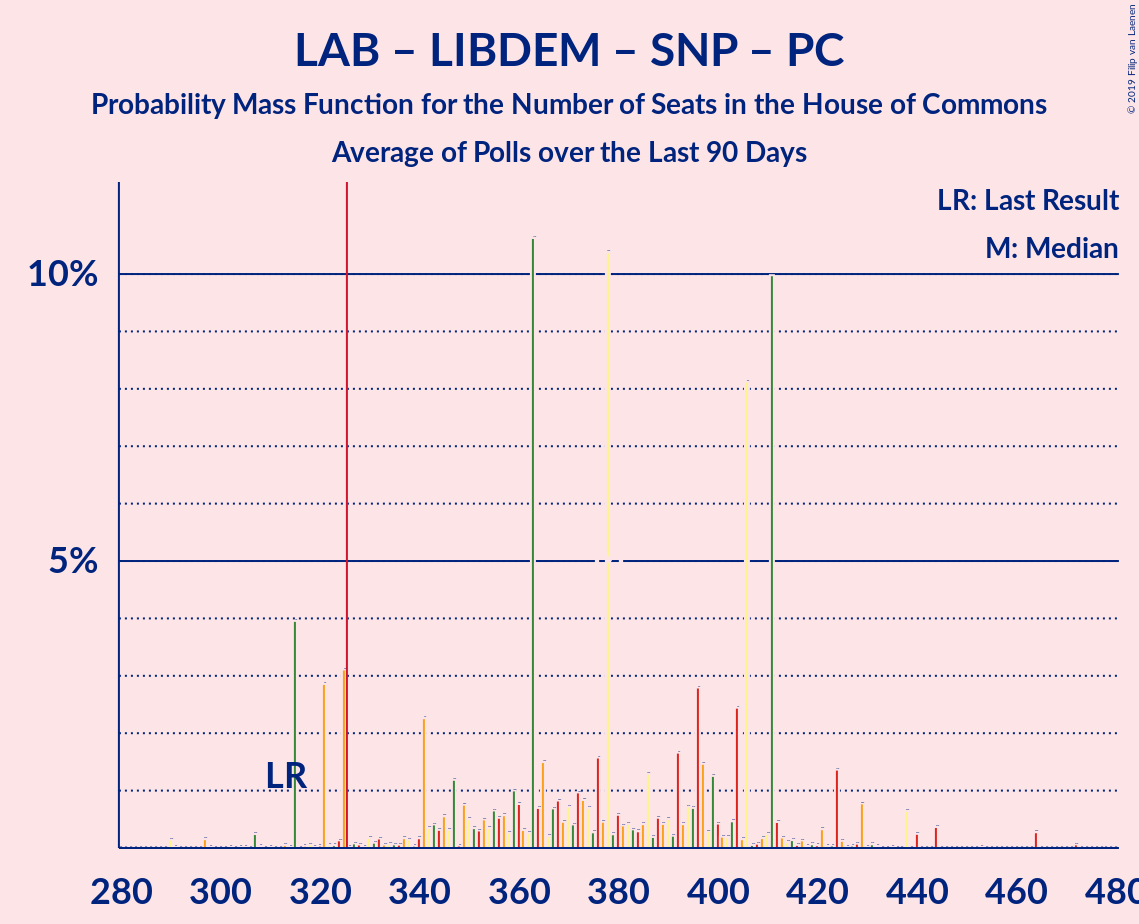 LAB – LIBDEM – SNP – PC
Probability Mass Function for the Number of Seats in the House of Commons
Average of Polls over the Last 90 Days
© 2019 Filip van Laenen
LR: Last Result
M: Median
10%
5%
LR
280 300 320 340 360 380 400 420 440 460 480